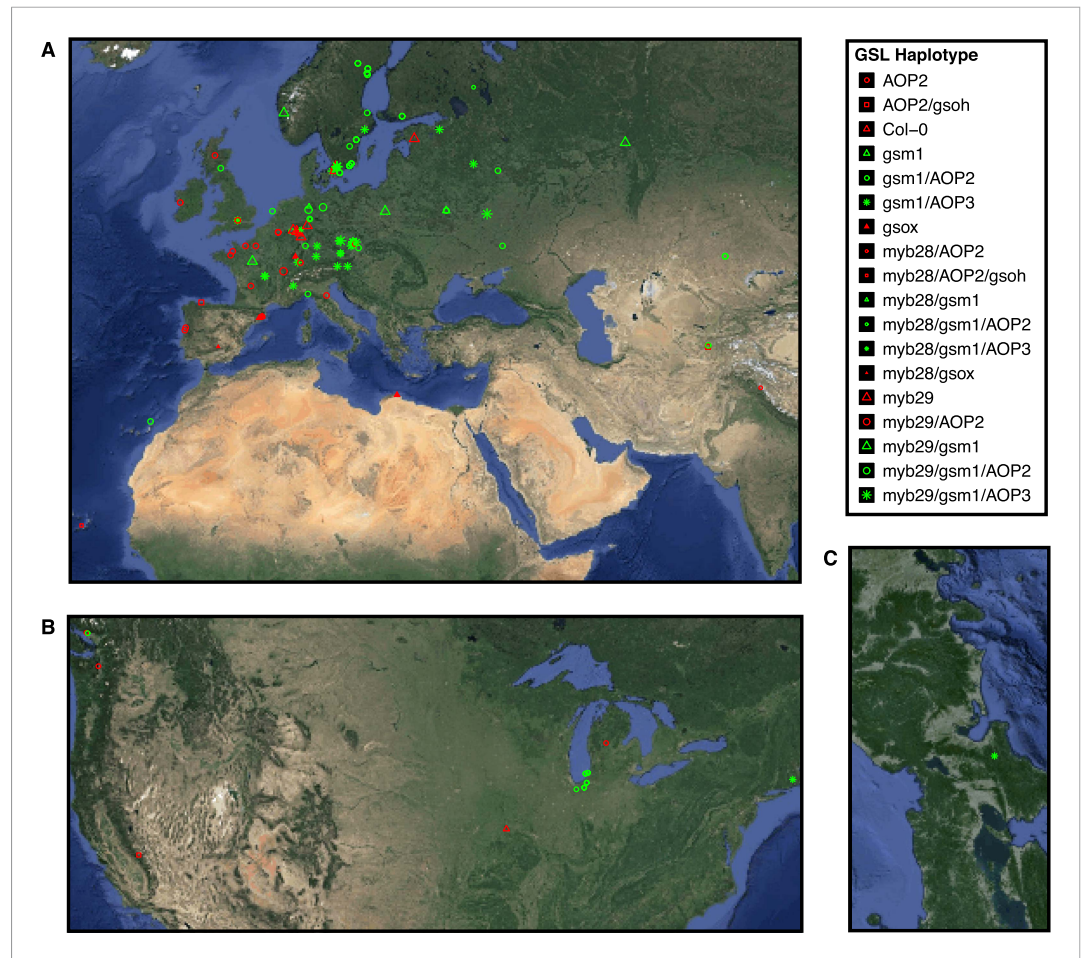 A
GSL Haplotype
AOP2
AOP2/gsoh
Col−0
gsm1
gsm1/AOP2
gsm1/AOP3
gsox
myb28/AOP2
myb28/AOP2/gsoh
myb28/gsm1
myb28/gsm1/AOP2
myb28/gsm1/AOP3
myb28/gsox
myb29
myb29/AOP2
myb29/gsm1
myb29/gsm1/AOP2
myb29/gsm1/AOP3
C
B